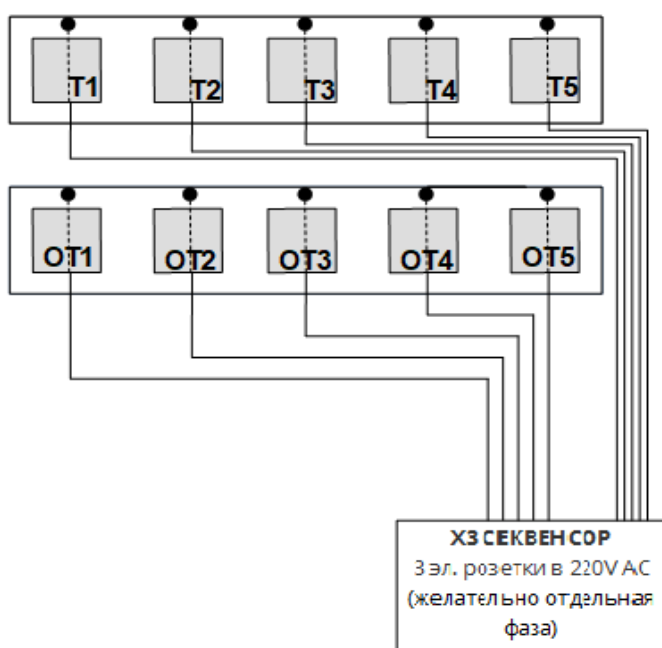 T1 T2 T3 T4 T5
OT1 OT2 OT3 OT4 OT5
X3 СЕКВЕНСОР
3 эл. розетки в 220V AC
(желательно отдельная
фаза)